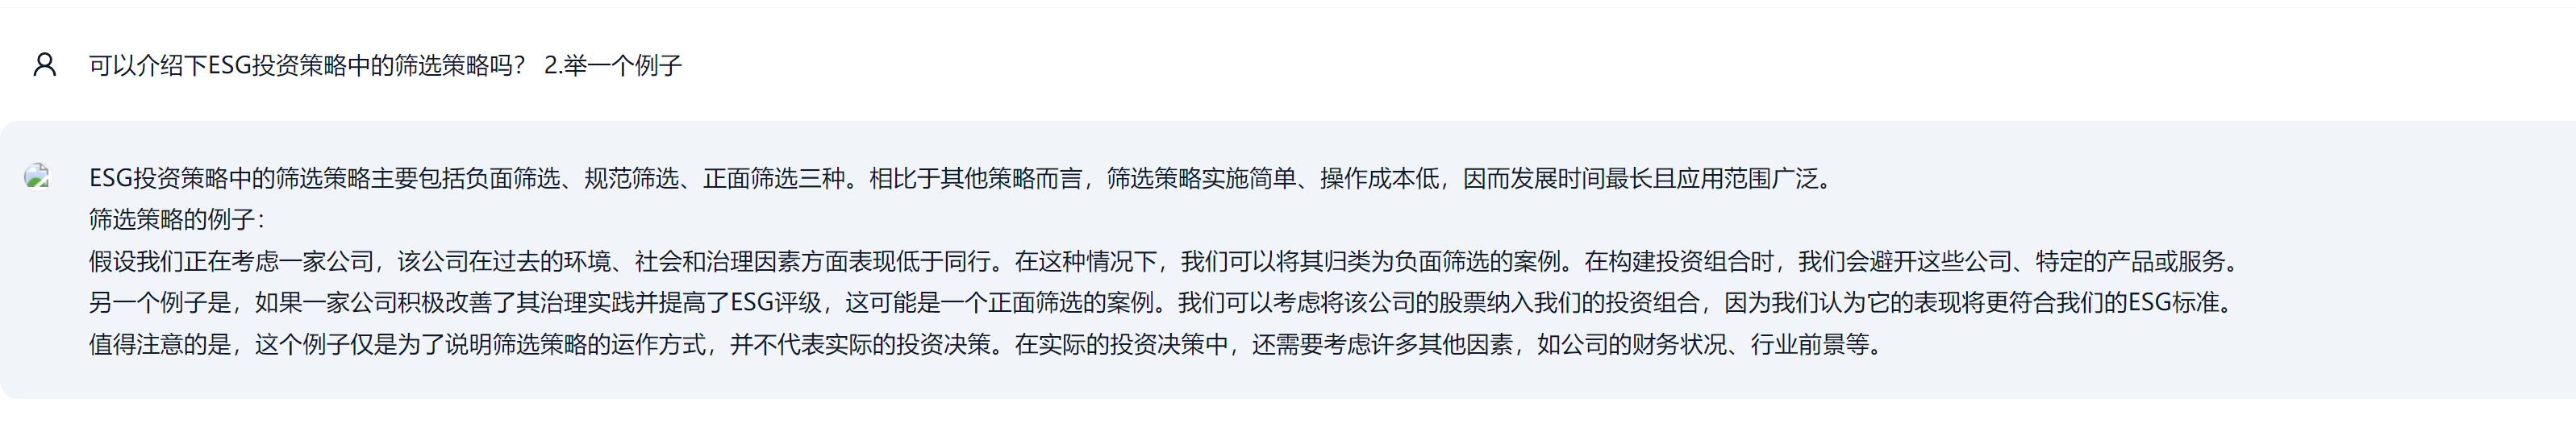 可以介绍下ESG投资策略中的筛选策略吗？ 2.举一个例子
ESG投资策略中的筛选策略主要包括负面筛选、规范筛选、正面筛选三种。相比于其他策略而言，筛选策略实施简单、操作成本低，因而发展时间最长且应用范围广泛。
筛选策略的例子：
假设我们正在考虑一家公司，该公司在过去的环境、社会和治理因素方面表现低于同行。在这种情况下，我们可以将其归类为负面筛选的案例。在构建投资组合时，我们会避开这些公司、特定的产品或服务。
另一个例子是，如果一家公司积极改善了其治理实践并提高了ESG评级，这可能是一个正面筛选的案例。我们可以考虑将该公司的股票纳入我们的投资组合，因为我们认为它的表现将更符合我们的ESG标准。
值得注意的是，这个例子仅是为了说明筛选策略的运作方式，并不代表实际的投资决策。在实际的投资决策中，还需要考虑许多其他因素，如公司的财务状况、行业前景等。